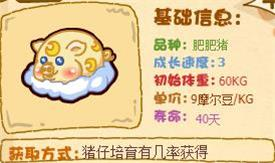 基础信息:
品种: 肥肥猪
成长速度: 3
初始体重: 60KG
单价: 9摩尔豆/KG
寿命: 40天
获取方式: 猪仔培育有几率获得